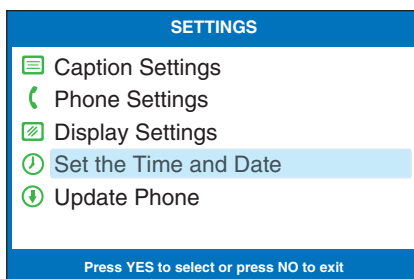 SETTINGS
Caption Settings
Phone Settings
Display Settings
Set the Time and Date
Update Phone
Press YES to select or press NO to exit